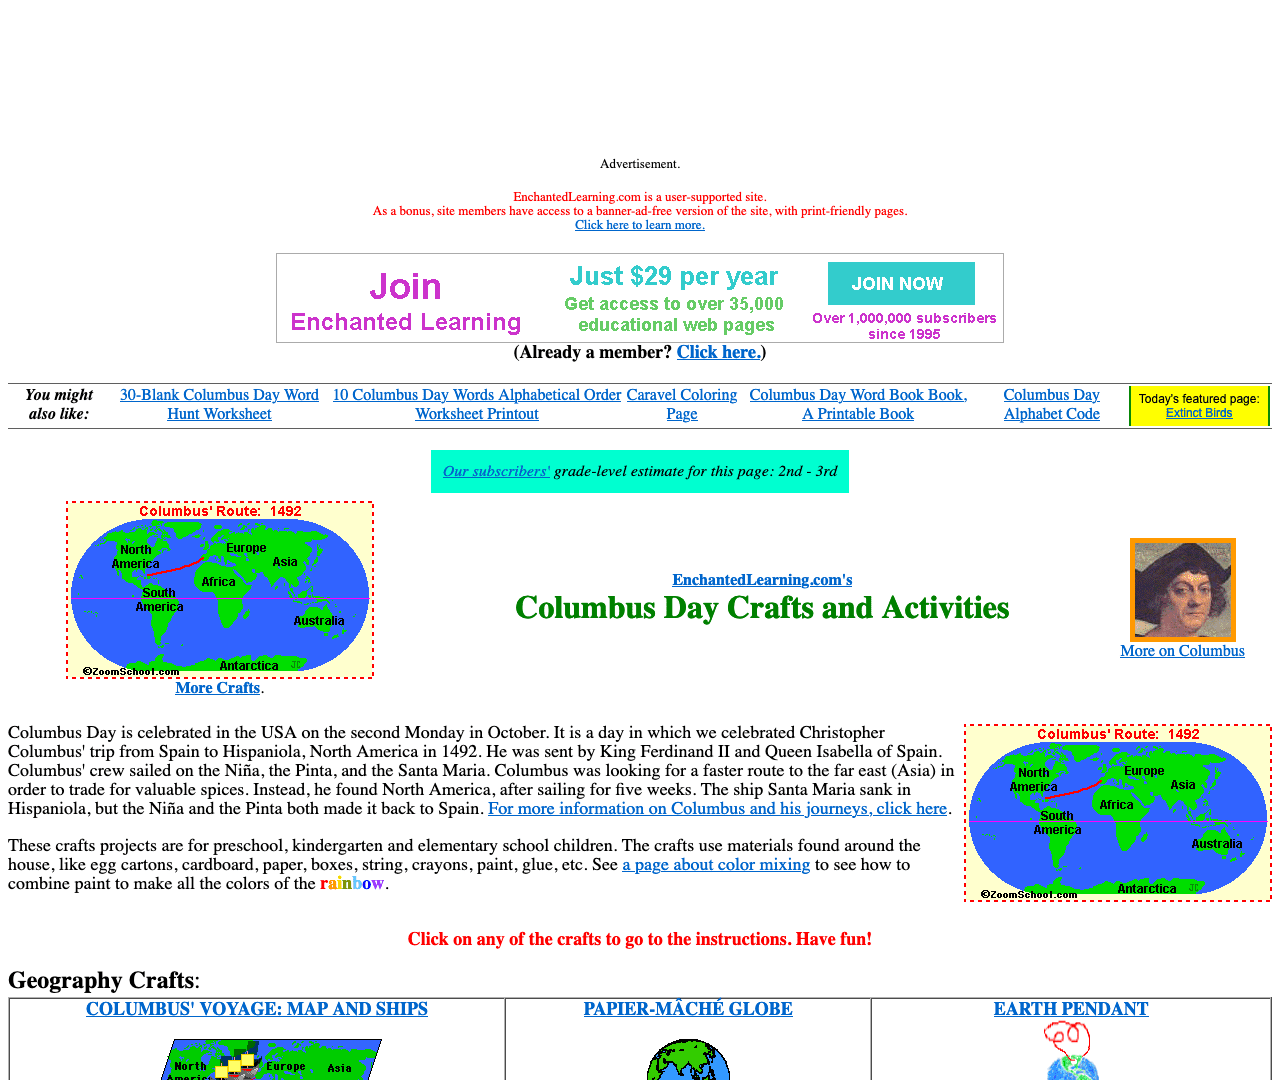 Advertisement.
EnchantedLearning.com is a user-supported site.
As a bonus, site members have access to a banner-ad-free version of the site, with print-friendly pages.
Click here to learn more.
Join
Enchanted Learning
Just $29 per year
Get access to over 35,000
educational web pages
JOIN NOW
Over 1,000,000 subscribers
since 1995
(Already a member? Click here.)
You might
also like:
30-Blank Columbus Day Word
Hunt Worksheet
10 Columbus Day Words Alphabetical Order
Worksheet Printout
Caravel Coloring
Page
Columbus Day Word Book Book,
A Printable Book
Columbus Day
Alphabet Code
Today's featured page:
Extinct Birds
Our subscribers' grade-level estimate for this page: 2nd - 3rd
Columbus' Route: 1492
North
America
Europe
Asia
Africa
South
America
Australia
Antarctica
JC
©ZoomSchool.com
More Crafts.
EnchantedLearning.com's
Columbus Day Crafts and Activities
More on Columbus
Columbus Day is celebrated in the USA on the second Monday in October. It is a day in which we celebrated Christopher
Columbus' trip from Spain to Hispaniola, North America in 1492. He was sent by King Ferdinand II and Queen Isabella of Spain.
Columbus' crew sailed on the Niña, the Pinta, and the Santa Maria. Columbus was looking for a faster route to the far east (Asia) in
order to trade for valuable spices. Instead, he found North America, after sailing for five weeks. The ship Santa Maria sank in
Hispaniola, but the Niña and the Pinta both made it back to Spain. For more information on Columbus and his journeys, click here.
Columbus' Route: 1492
North
America
Europe
Asia
Africa
South
America
Australia
Antarctica
JC
©ZoomSchool.com
These crafts projects are for preschool, kindergarten and elementary school children. The crafts use materials found around the
house, like egg cartons, cardboard, paper, boxes, string, crayons, paint, glue, etc. See a page about color mixing to see how to
combine paint to make all the colors of the rainbow.
Click on any of the crafts to go to the instructions. Have fun!
Geography Crafts:
COLUMBUS' VOYAGE: MAP AND SHIPS
PAPIER-MÂCHÉ GLOBE
EARTH PENDANT
North
Europe
Asia